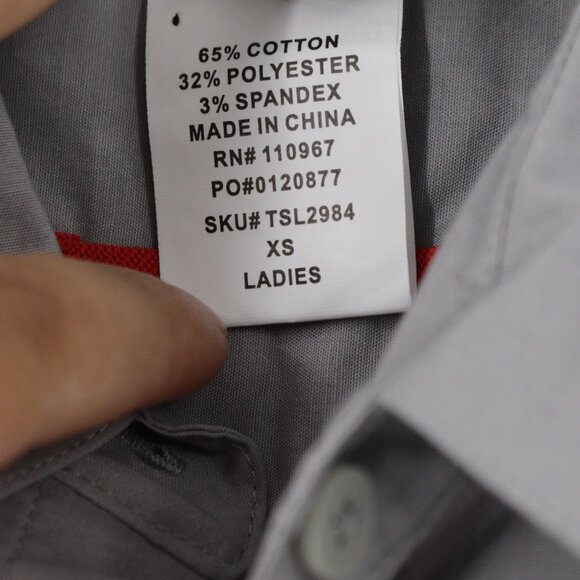 65% COTTON
32% POLYESTER
3% SPANDEX
MADE IN CHINA
RN# 110967
PO#0120877
SKU# TSL2984
XS
LADIES